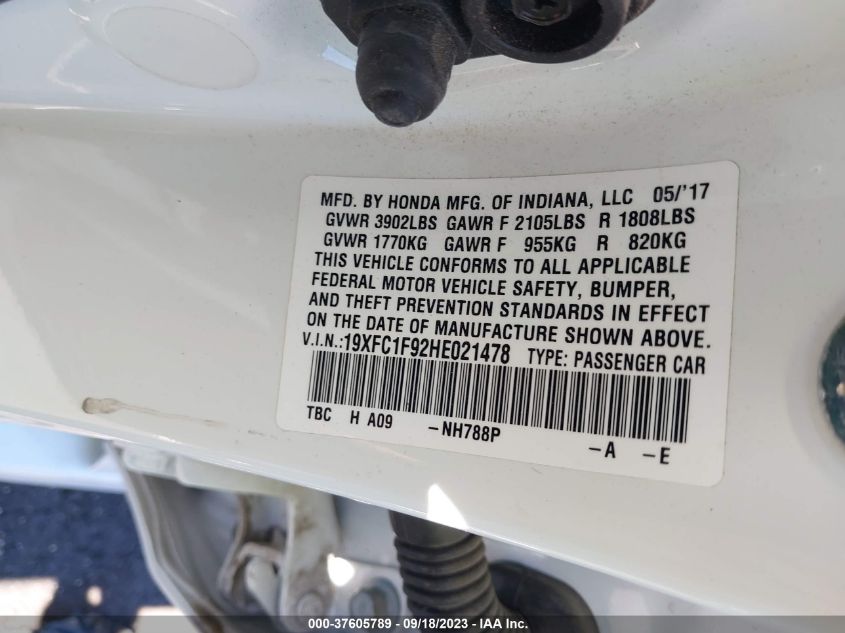 MFD. BY HONDA MFG. OF INDIANA, LLC 05/'17
GVWR 3902LBS GAWR F 2105LBS R 1808LBS
GVWR 1770KG GAWR F 955KG R 820KG
THIS VEHICLE CONFORMS TO ALL APPLICABLE
FEDERAL MOTOR VEHICLE SAFETY, BUMPER,
AND THEFT PREVENTION STANDARDS IN EFFECT
ON THE DATE OF MANUFACTURE SHOWN ABOVE.
V.I.N.:19XFC1F92HE021478 TYPE: PASSENGER CAR
TBC H A09 -NH788P -A -E
000-37605789 - 09/18/2023 - IAAI.com